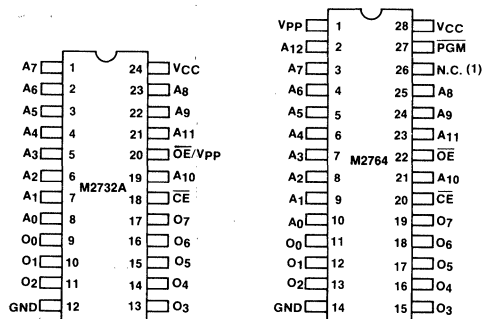 A7 1 24 VCC
A6 2 23 A8
A5 3 22 A9
A4 4 21 A11
A3 5 20 OE/VPP
A2 6 19 A10
M2732A
A1 7 18 CE
A0 8 17 O7
O0 9 16 O6
O1 10 15 O5
O2 11 14 O4
GND 12 13 O3
VPP 1 28 VCC
A12 2 27 PGM
A7 3 26 N.C. (1)
A6 4 25 A8
A5 5 24 A9
A4 6 23 A11
A3 7 M2764 22 OE
A2 8 21 A10
A1 9 20 CE
A0 10 19 O7
O0 11 18 O6
O1 12 17 O5
O2 13 16 O4
GND 14 15 O3